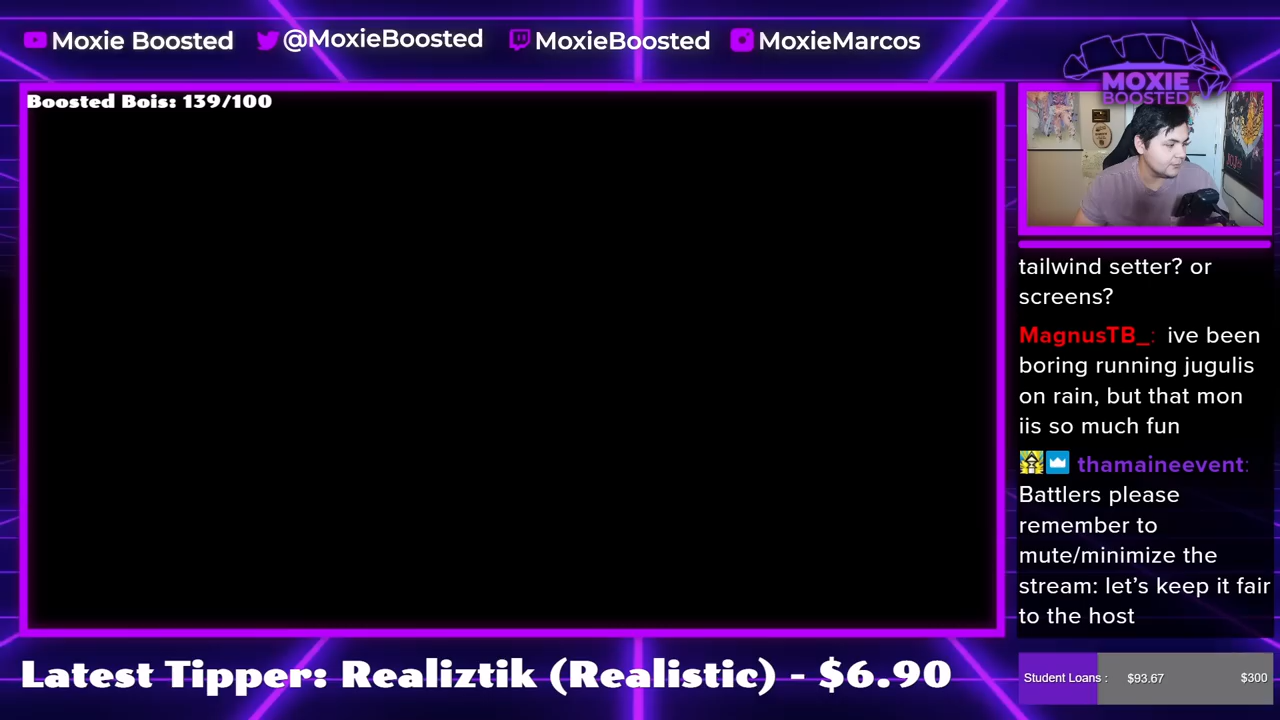 Moxie Boosted @MoxieBoosted MoxieBoosted MoxieMarcos
MOXIE
BOOSTED
Boosted Bois: 139/100
tailwind setter? or
screens?
MagnusTB_: ive been
boring running jugulis
on rain, but that mon
iis so much fun
thamaineevent:
Battlers please
remember to
mute/minimize the
stream: let’s keep it fair
to the host
Latest Tipper: Realiztik (Realistic) - $6.90
Student Loans : $93.67 $300